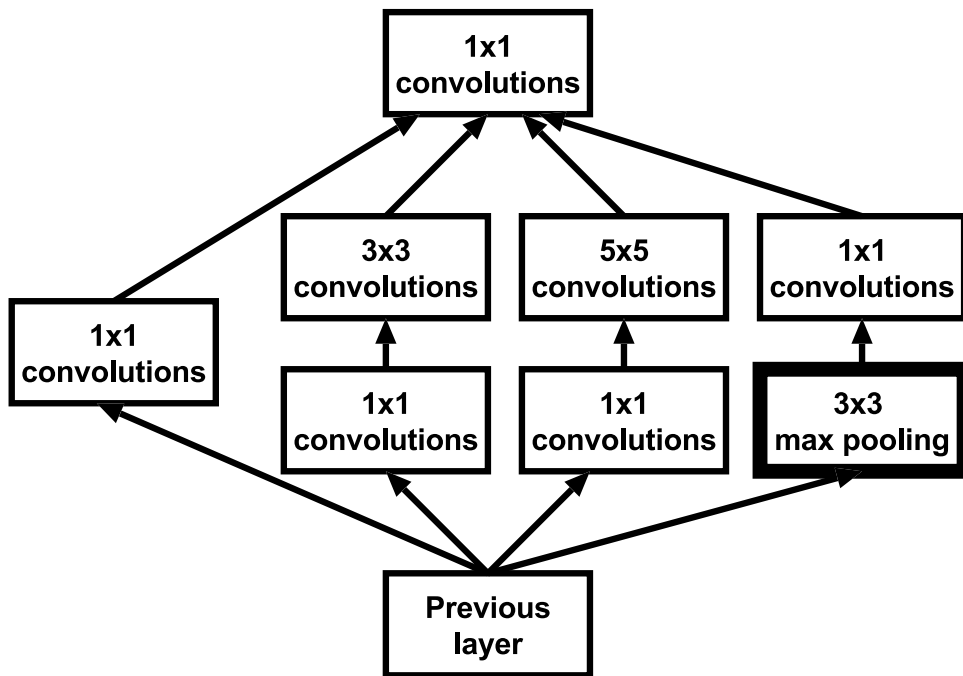 1x1
convolutions
3x3
convolutions
5x5
convolutions
1x1
convolutions
1x1
convolutions
1x1
convolutions
1x1
convolutions
3x3
max pooling
Previous
layer